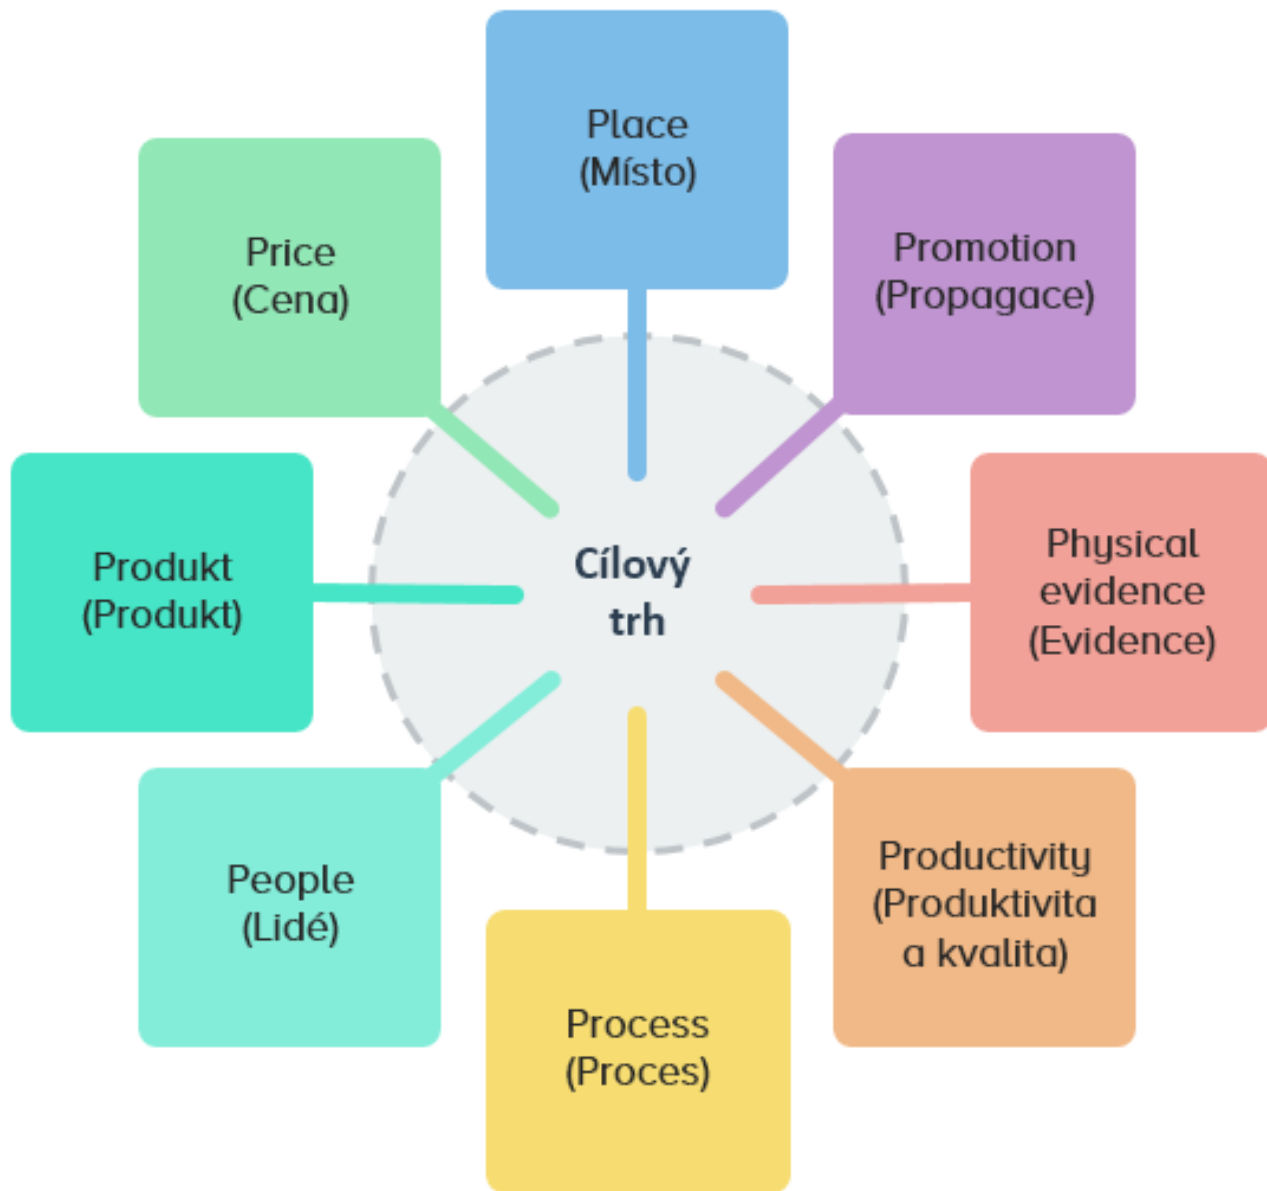 Place
(Místo)
Price
(Cena)
Promotion
(Propagace)
Produkt
(Produkt)
Cílový
trh
Physical
evidence
(Evidence)
People
(Lidé)
Productivity
(Produktivita
a kvalita)
Process
(Proces)